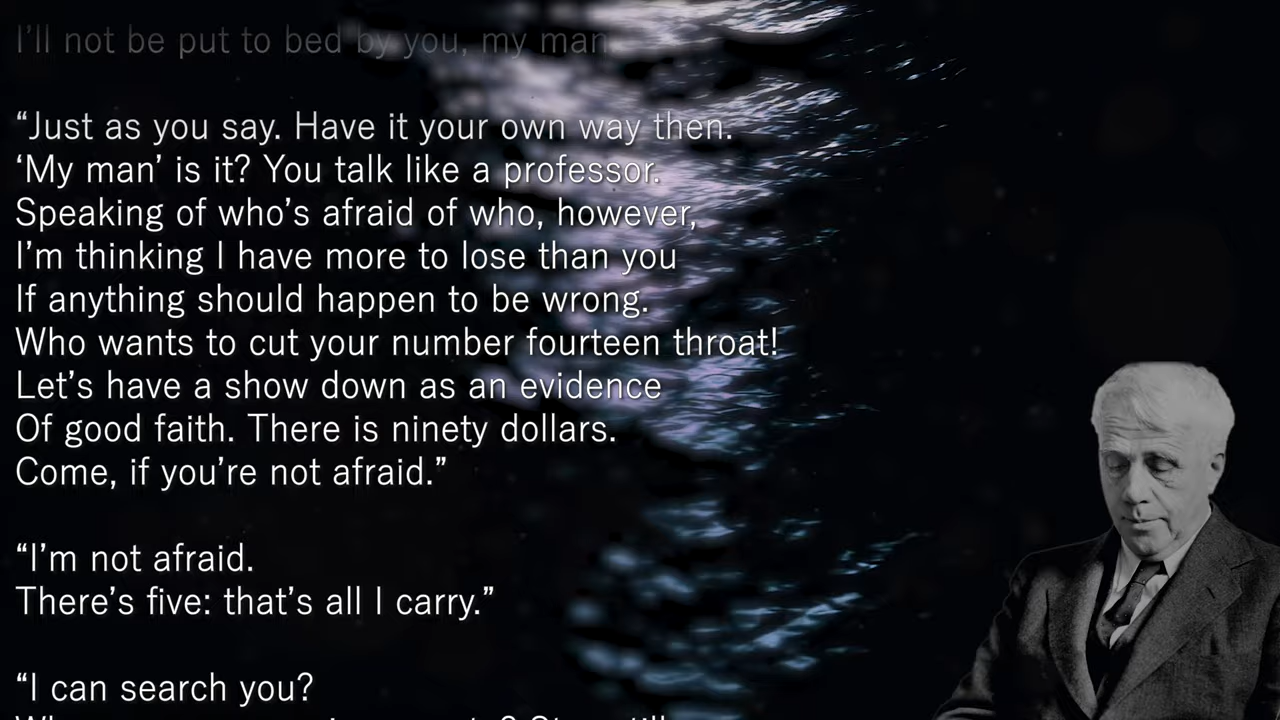 I’ll not be put to bed by you, my man.
“Just as you say. Have it your own way then.
‘My man’ is it? You talk like a professor.
Speaking of who’s afraid of who, however,
I’m thinking I have more to lose than you
If anything should happen to be wrong.
Who wants to cut your number fourteen throat!
Let’s have a show down as an evidence
Of good faith. There is ninety dollars.
Come, if you’re not afraid.”
“I’m not afraid.
There’s five: that’s all I carry.”
“I can search you?